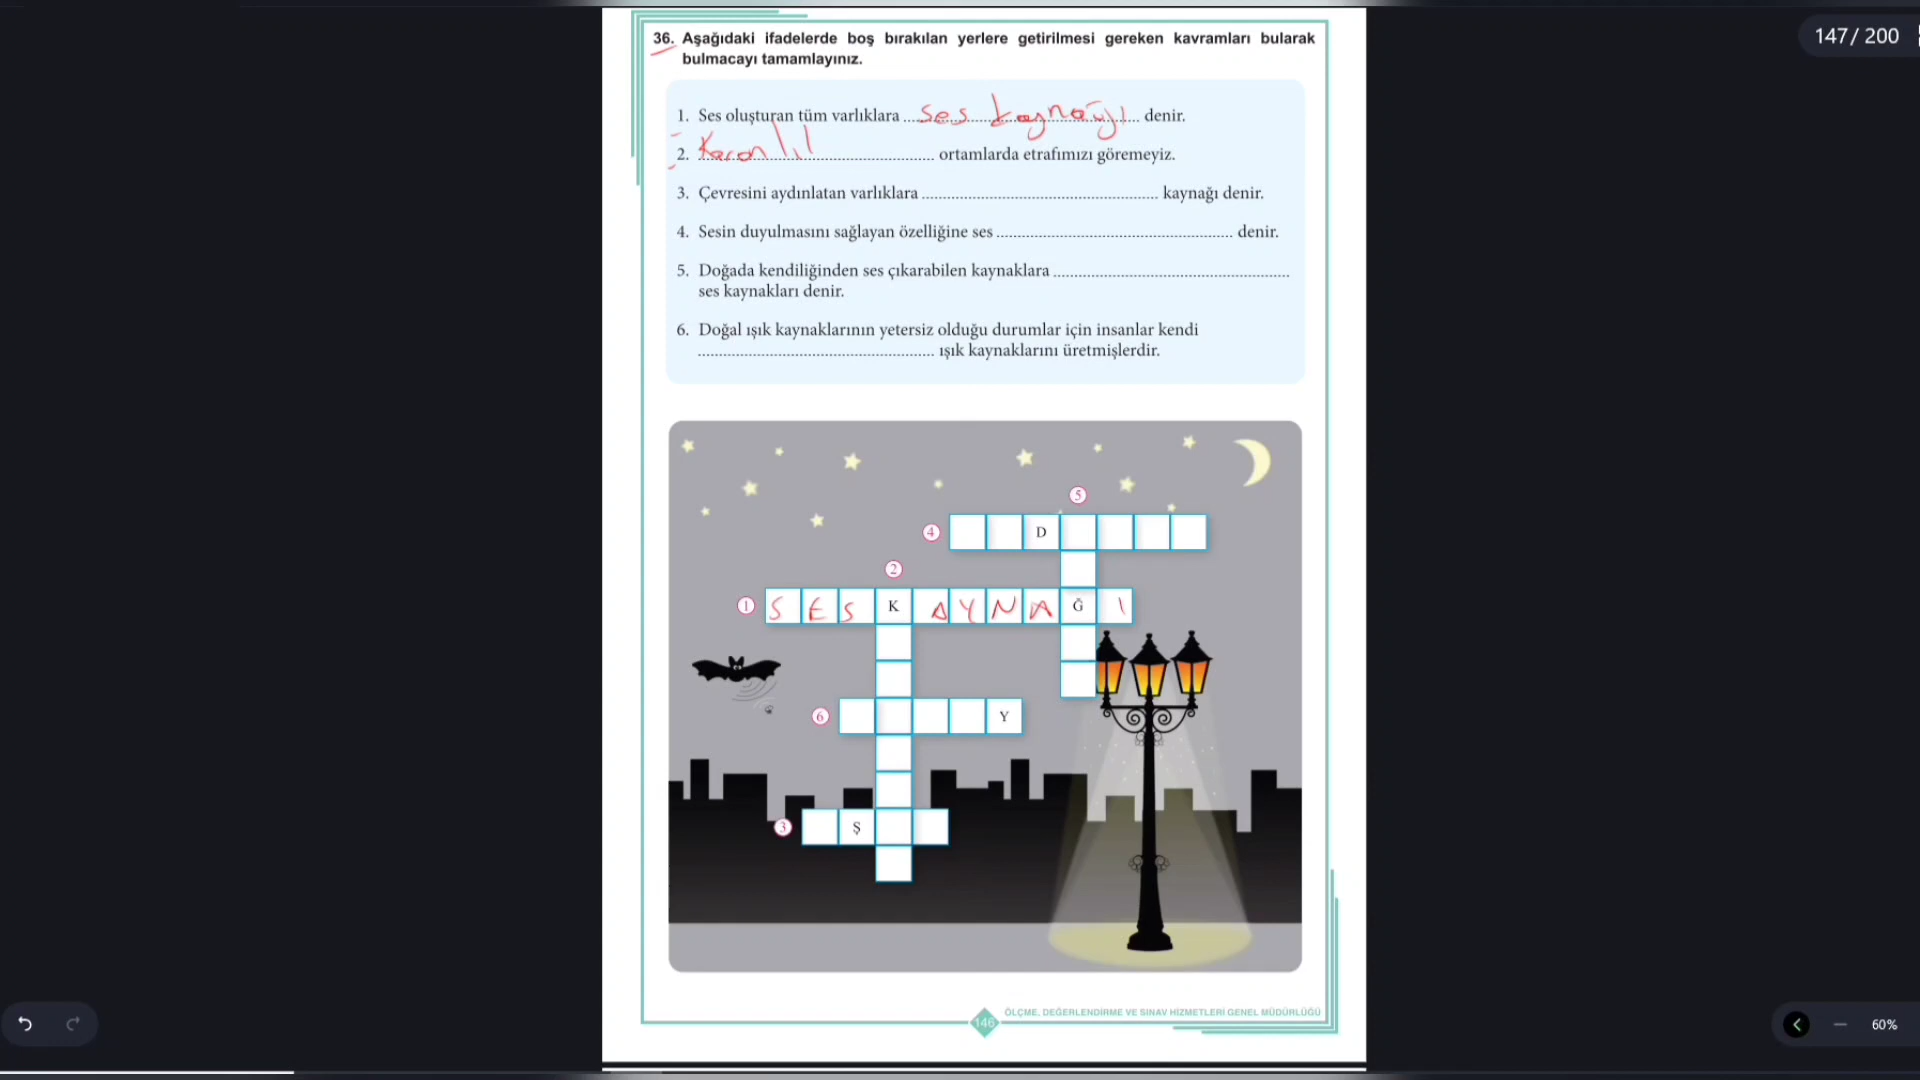 147/ 200
36. Aşağıdaki ifadelerde boş bırakılan yerlere getirilmesi gereken kavramları bularak
bulmacayı tamamlayınız.
1. Ses oluşturan tüm varlıklara ses kaynağı denir.
2. Karanlı ortamlarda etrafımızı göremeyiz.
3. Çevresini aydınlatan varlıklara ........ kaynağı denir.
4. Sesin duyulmasını sağlayan özelliğine ses ........ denir.
5. Doğada kendiliğinden ses çıkarabilen kaynaklara ........
ses kaynakları denir.
6. Doğal ışık kaynaklarının yetersiz olduğu durumlar için insanlar kendi
........ ışık kaynaklarını üretmişlerdir.
5
4 D
2
1 S E S K A Y N A Ğ I
6 Y
3 Ş
ÖLÇME, DEĞERLENDİRME VE SINAV HİZMETLERİ GENEL MÜDÜRLÜĞÜ
146
60%